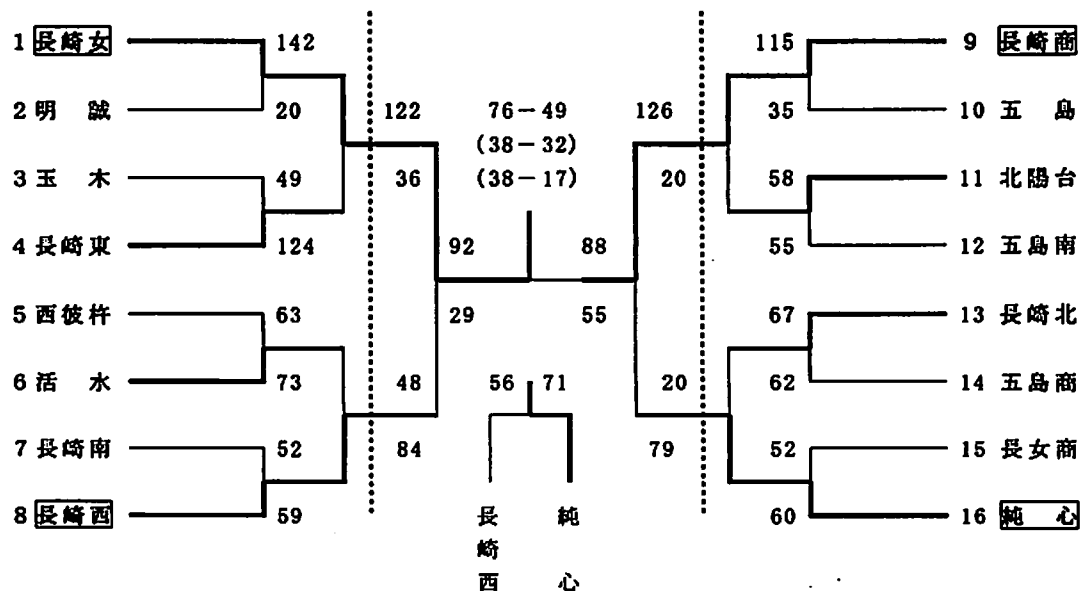 1 長崎女 142 115 9 長崎商
2 明 誠 20 122 76-49 126 35 10 五 島
(38-32)
3 玉 木 49 36 (38-17) 20 58 11 北陽台
4 長崎東 124 92 88 55 12 五島南
5 西彼杵 63 29 55 67 13 長崎北
6 活 水 73 48 56 71 20 62 14 五島商
7 長崎南 52 84 79 52 15 長女商
8 長崎西 59 60 16 純 心
長崎西
純心